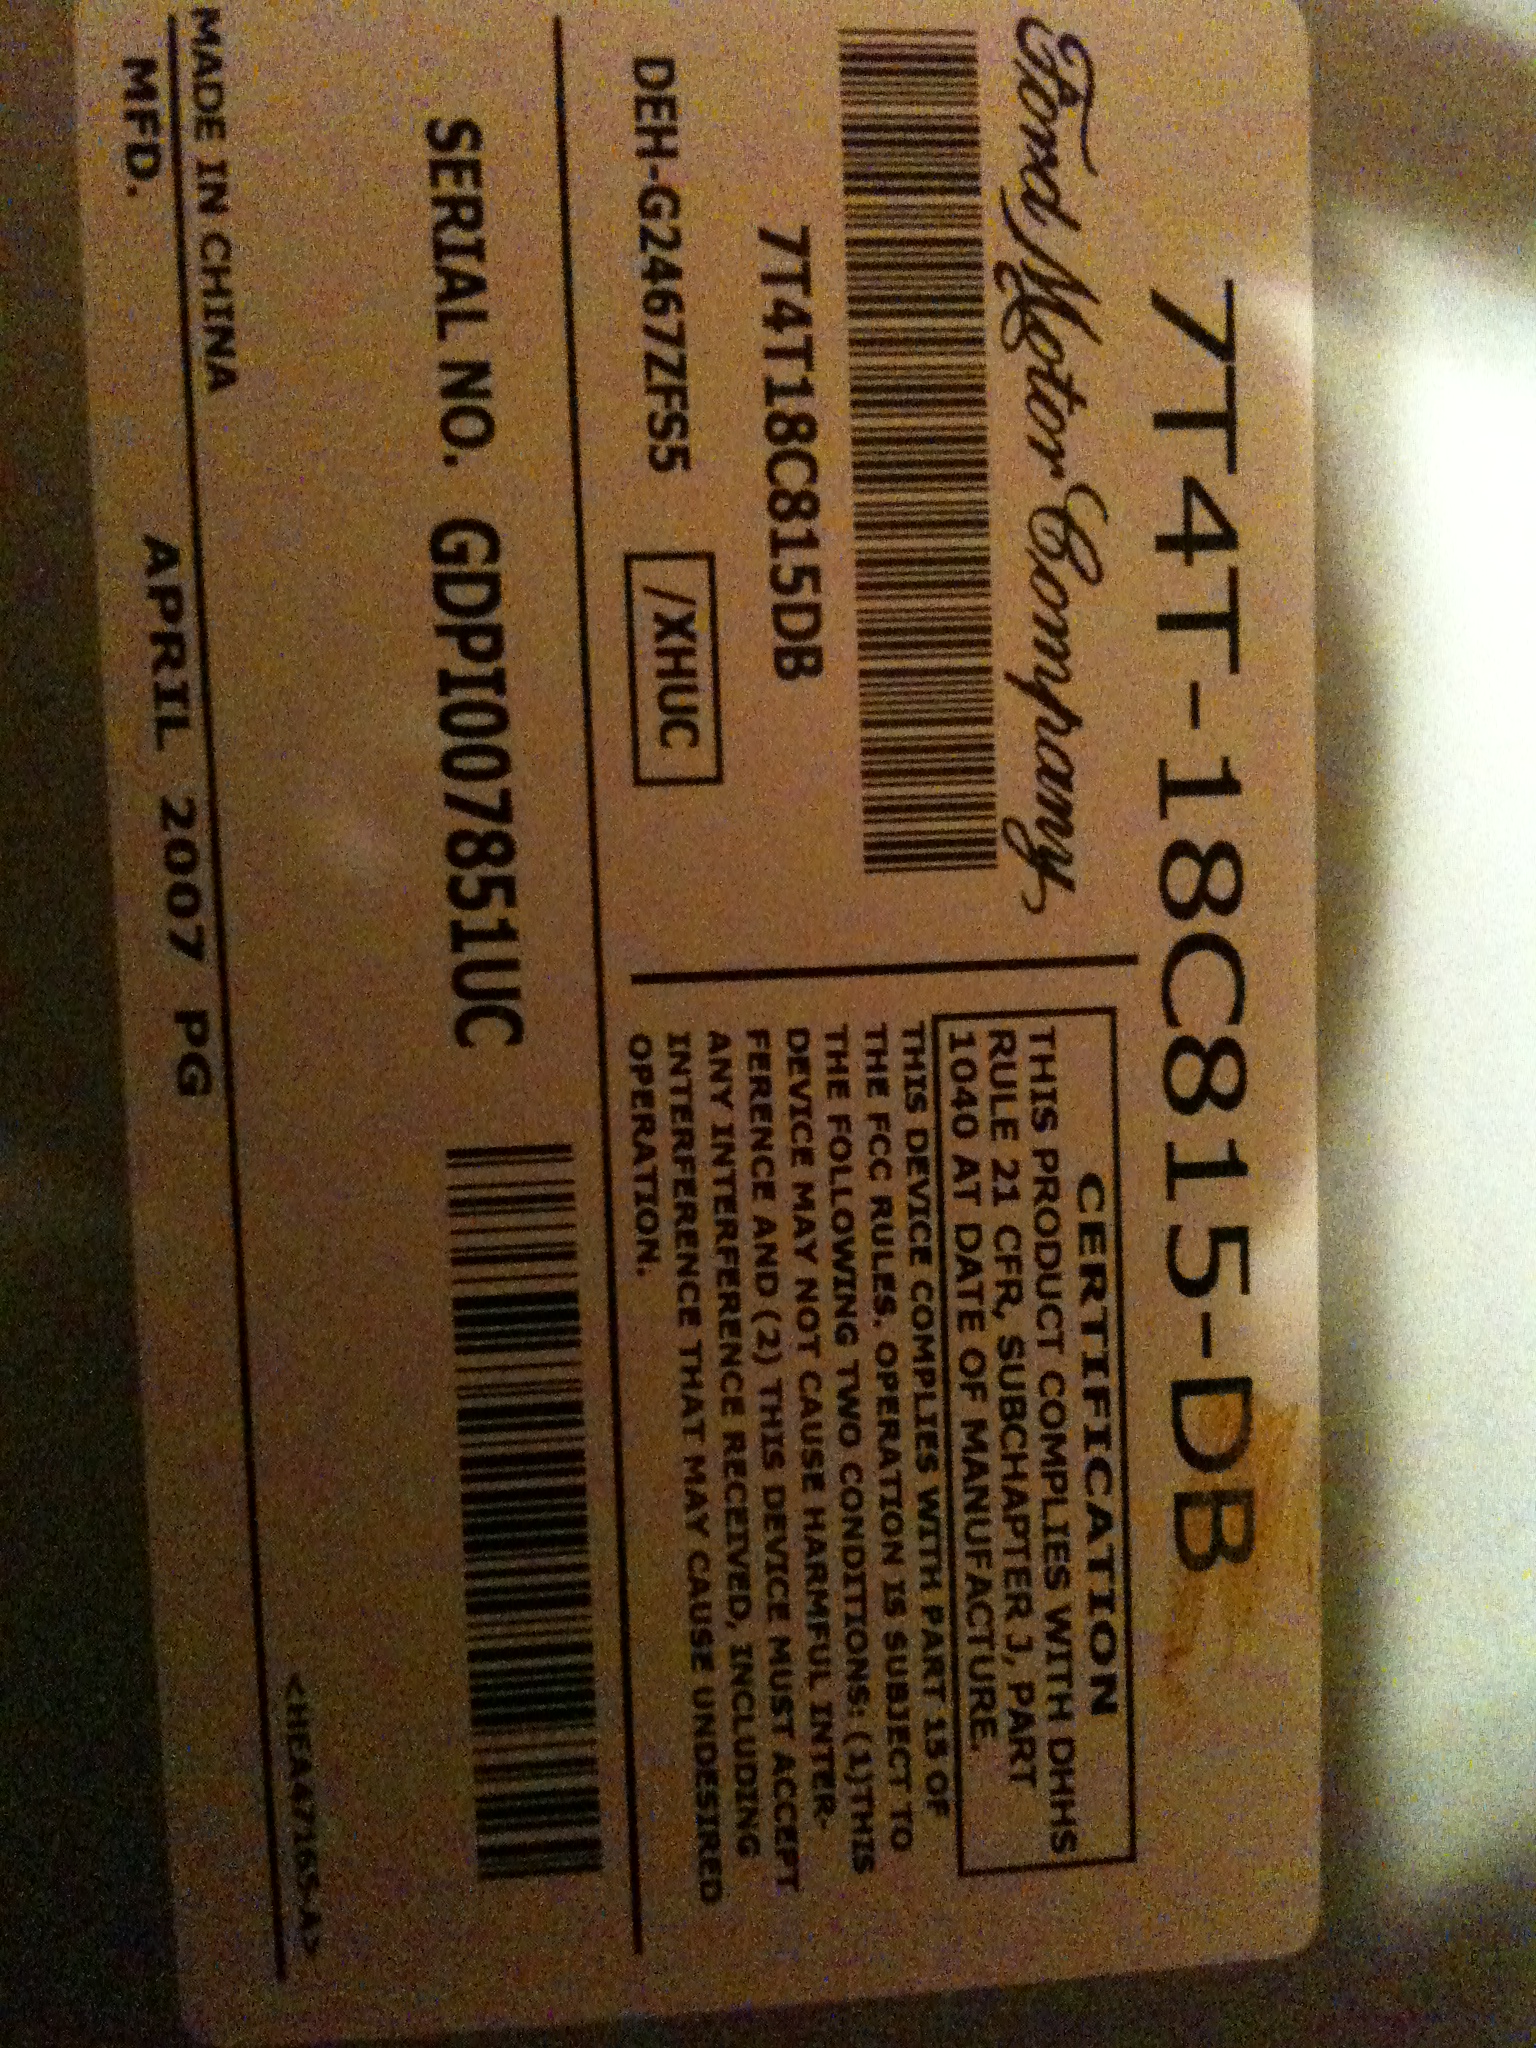 7T4T-18C815-DB
Ford Motor Company
7T4T18C815DB
DEH-G2467ZFS5 /XHUC
CERTIFICATION
THIS PRODUCT COMPLIES WITH DHHS
RULE 21 CFR, SUBCHAPTER J, PART
1040 AT DATE OF MANUFACTURE.
THIS DEVICE COMPLIES WITH PART 15 OF
THE FCC RULES. OPERATION IS SUBJECT TO
THE FOLLOWING TWO CONDITIONS: (1)THIS
DEVICE MAY NOT CAUSE HARMFUL INTER-
FERENCE AND (2) THIS DEVICE MUST ACCEPT
ANY INTERFERENCE RECEIVED, INCLUDING
INTERFERENCE THAT MAY CAUSE UNDESIRED
OPERATION.
SERIAL NO. GDPI007851UC
MADE IN CHINA
<HEA4716S-A>
MFD. APRIL 2007 PG